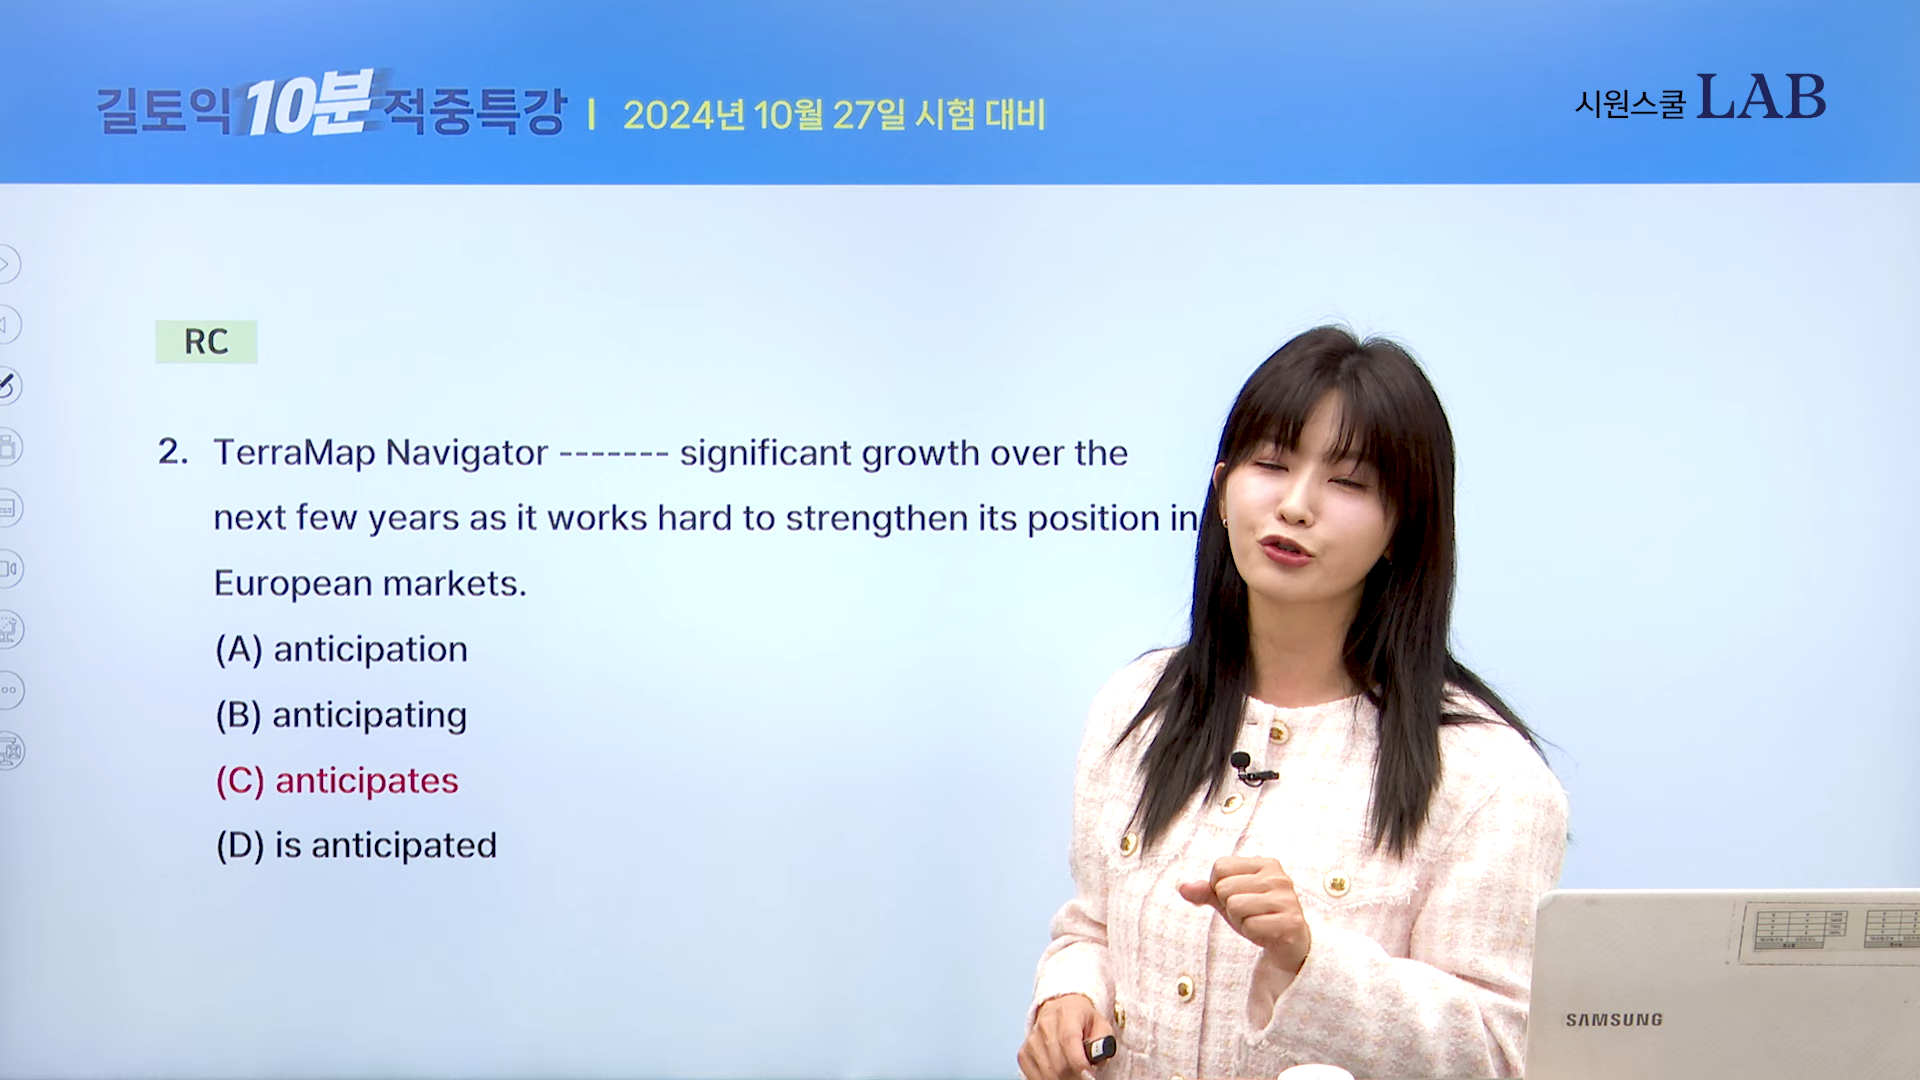 길토익 10분 적중특강 | 2024년 10월 27일 시험 대비
시원스쿨 LAB
RC
2. TerraMap Navigator ------- significant growth over the
next few years as it works hard to strengthen its position in
European markets.
(A) anticipation
(B) anticipating
(C) anticipates
(D) is anticipated
SAMSUNG